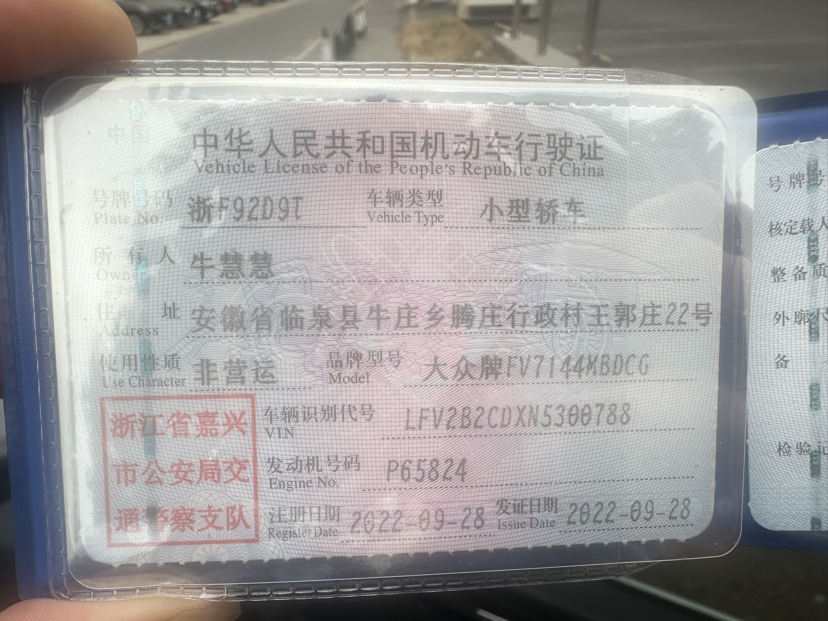 中国
中华人民共和国机动车行驶证
Vehicle License of the People's Republic of China
号牌号码 浙F92D9T 车辆类型 小型轿车
Plate No. Vehicle Type
所有人 牛慧慧
Owner
住址 安徽省临泉县牛庄乡腾庄行政村王郭庄22号
Address
使用性质 非营运 品牌型号 大众牌FV7144MBDCG
Use Character Model
浙江省嘉兴
市公安局交
通警察支队
车辆识别代号 LFV2B2CDXN5300788
VIN
发动机号码 P65824
Engine No.
注册日期 2022-09-28 发证日期 2022-09-28
Register Date Issue Date
号牌号
核定载人
整备质
外廓尺
备
检验记